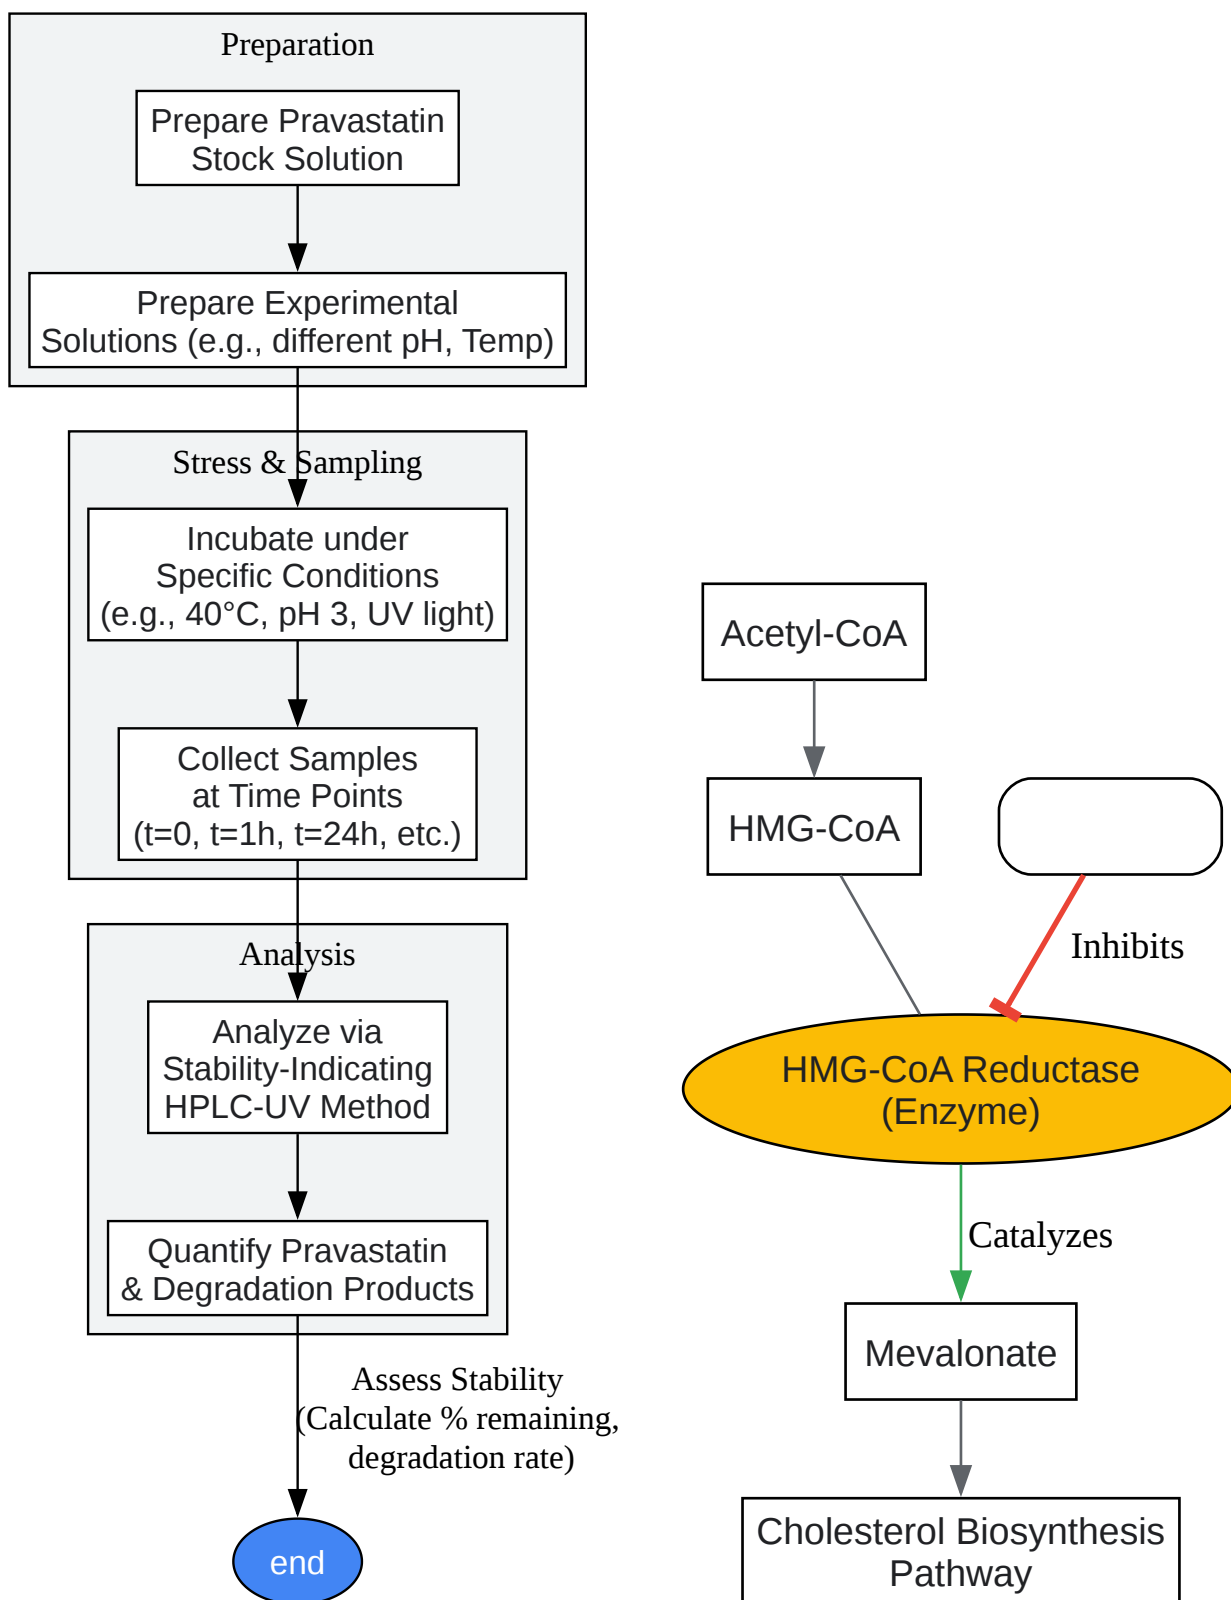 Preparation
Prepare Pravastatin
Stock Solution
Prepare Experimental
Solutions (e.g., different pH, Temp)
Stress & Sampling
Incubate under
Specific Conditions
(e.g., 40°C, pH 3, UV light)
Collect Samples
at Time Points
(t=0, t=1h, t=24h, etc.)
Analysis
Analyze via
Stability-Indicating
HPLC-UV Method
Quantify Pravastatin
& Degradation Products
Assess Stability
(Calculate % remaining,
degradation rate)
end
Acetyl-CoA
HMG-CoA
Inhibits
HMG-CoA Reductase
(Enzyme)
Catalyzes
Mevalonate
Cholesterol Biosynthesis
Pathway